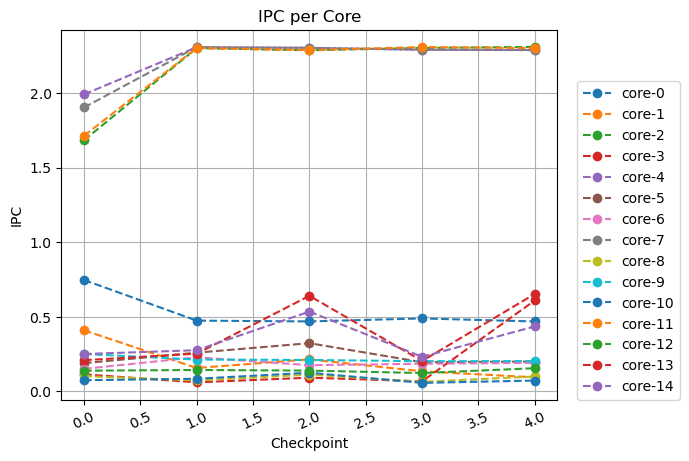 IPC per Core
IPC
2.0
1.5
1.0
0.5
0.0
0.0
0.5
1.0
1.5
2.0
2.5
3.0
3.5
4.0
Checkpoint
core-0
core-1
core-2
core-3
core-4
core-5
core-6
core-7
core-8
core-9
core-10
core-11
core-12
core-13
core-14